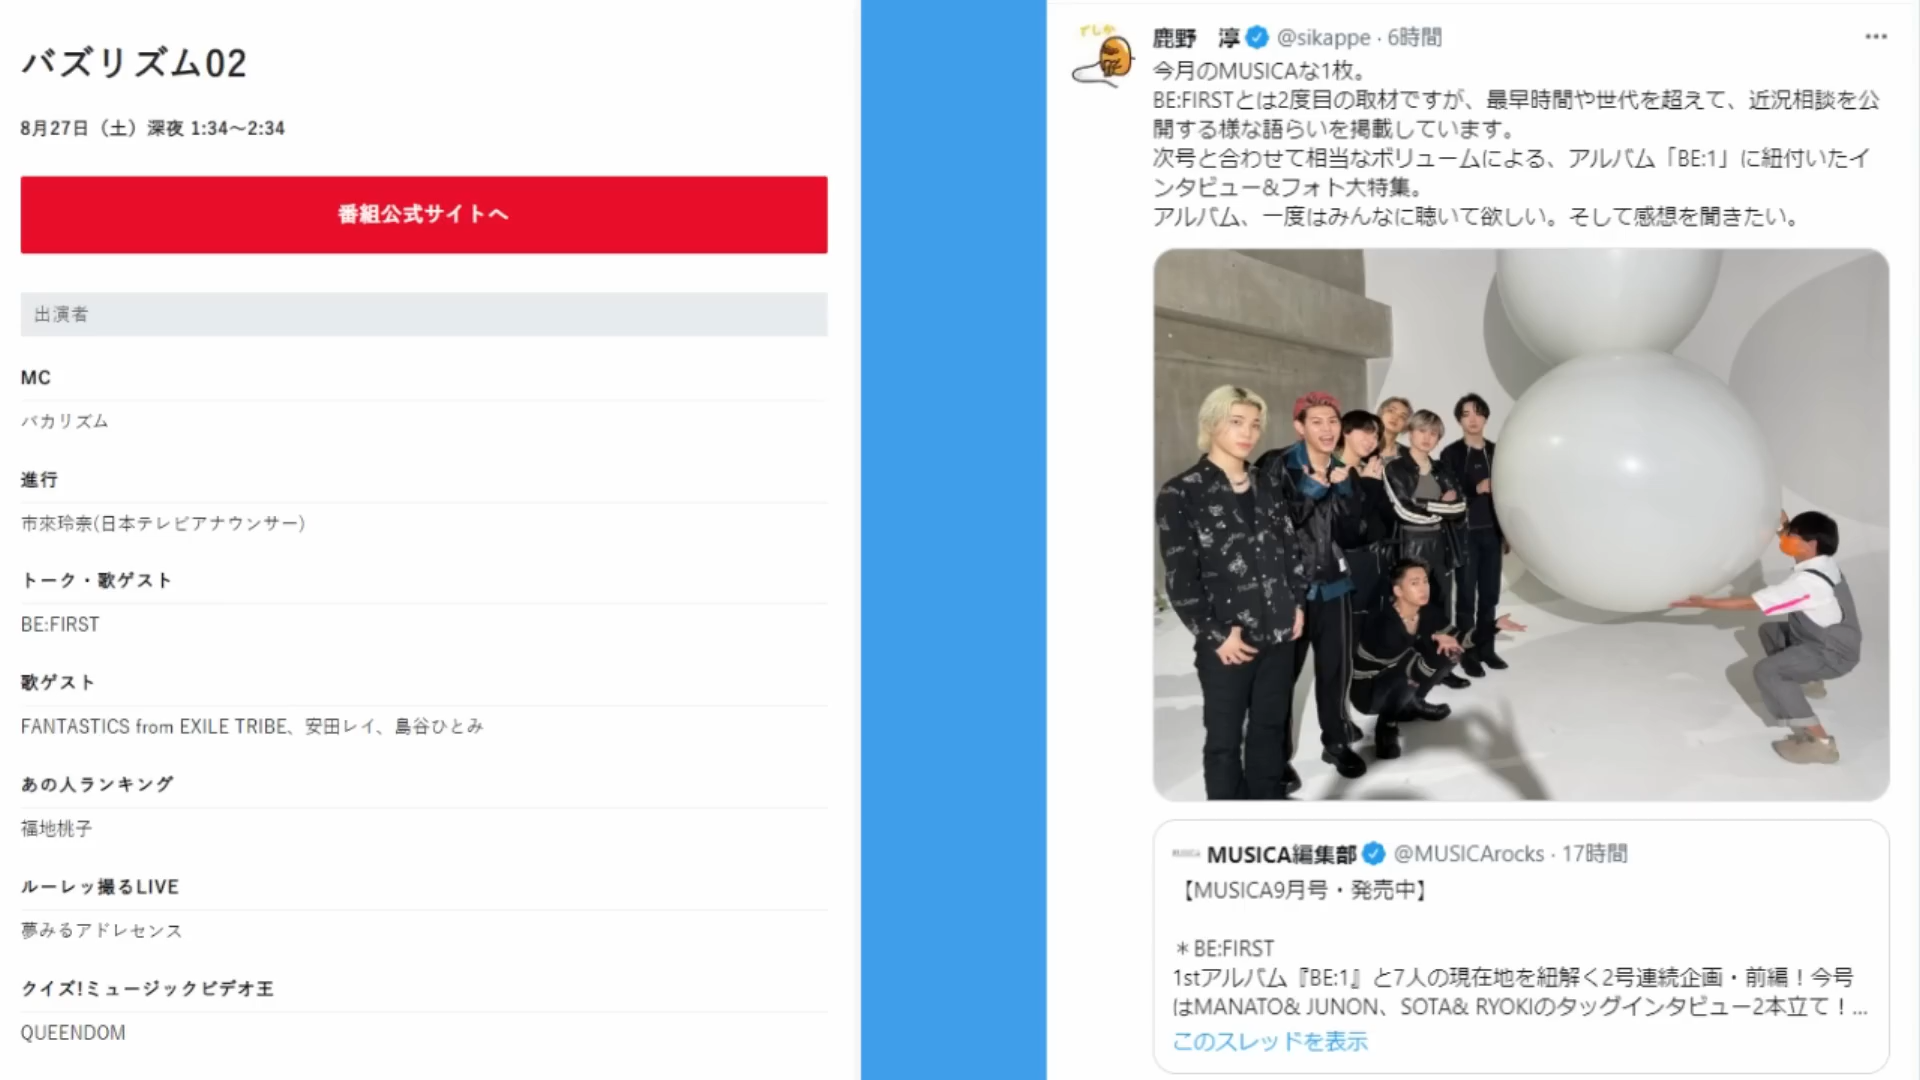 バズリズム02
8月27日（土）深夜 1:34～2:34
番組公式サイトへ
出演者
MC
バカリズム
進行
市來玲奈(日本テレビアナウンサー)
トーク・歌ゲスト
BE:FIRST
歌ゲスト
FANTASTICS from EXILE TRIBE、安田レイ、島谷ひとみ
あの人ランキング
福地桃子
ルーレッ撮るLIVE
夢みるアドレセンス
クイズ!ミュージックビデオ王
QUEENDOM
でしか
鹿野　淳 @sikappe · 6時間
今月のMUSICAな1枚。
BE:FIRSTとは2度目の取材ですが、最早時間や世代を超えて、近況相談を公
開する様な語らいを掲載しています。
次号と合わせて相当なボリュームによる、アルバム「BE:1」に紐付いたイ
ンタビュー&フォト大特集。
アルバム、一度はみんなに聴いて欲しい。そして感想を聞きたい。
MUSICA
MUSICA編集部 @MUSICArocks · 17時間
【MUSICA9月号・発売中】
＊BE:FIRST
1stアルバム『BE:1』と7人の現在地を紐解く2号連続企画・前編！今号
はMANATO& JUNON、SOTA& RYOKIのタッグインタビュー2本立て！...
このスレッドを表示